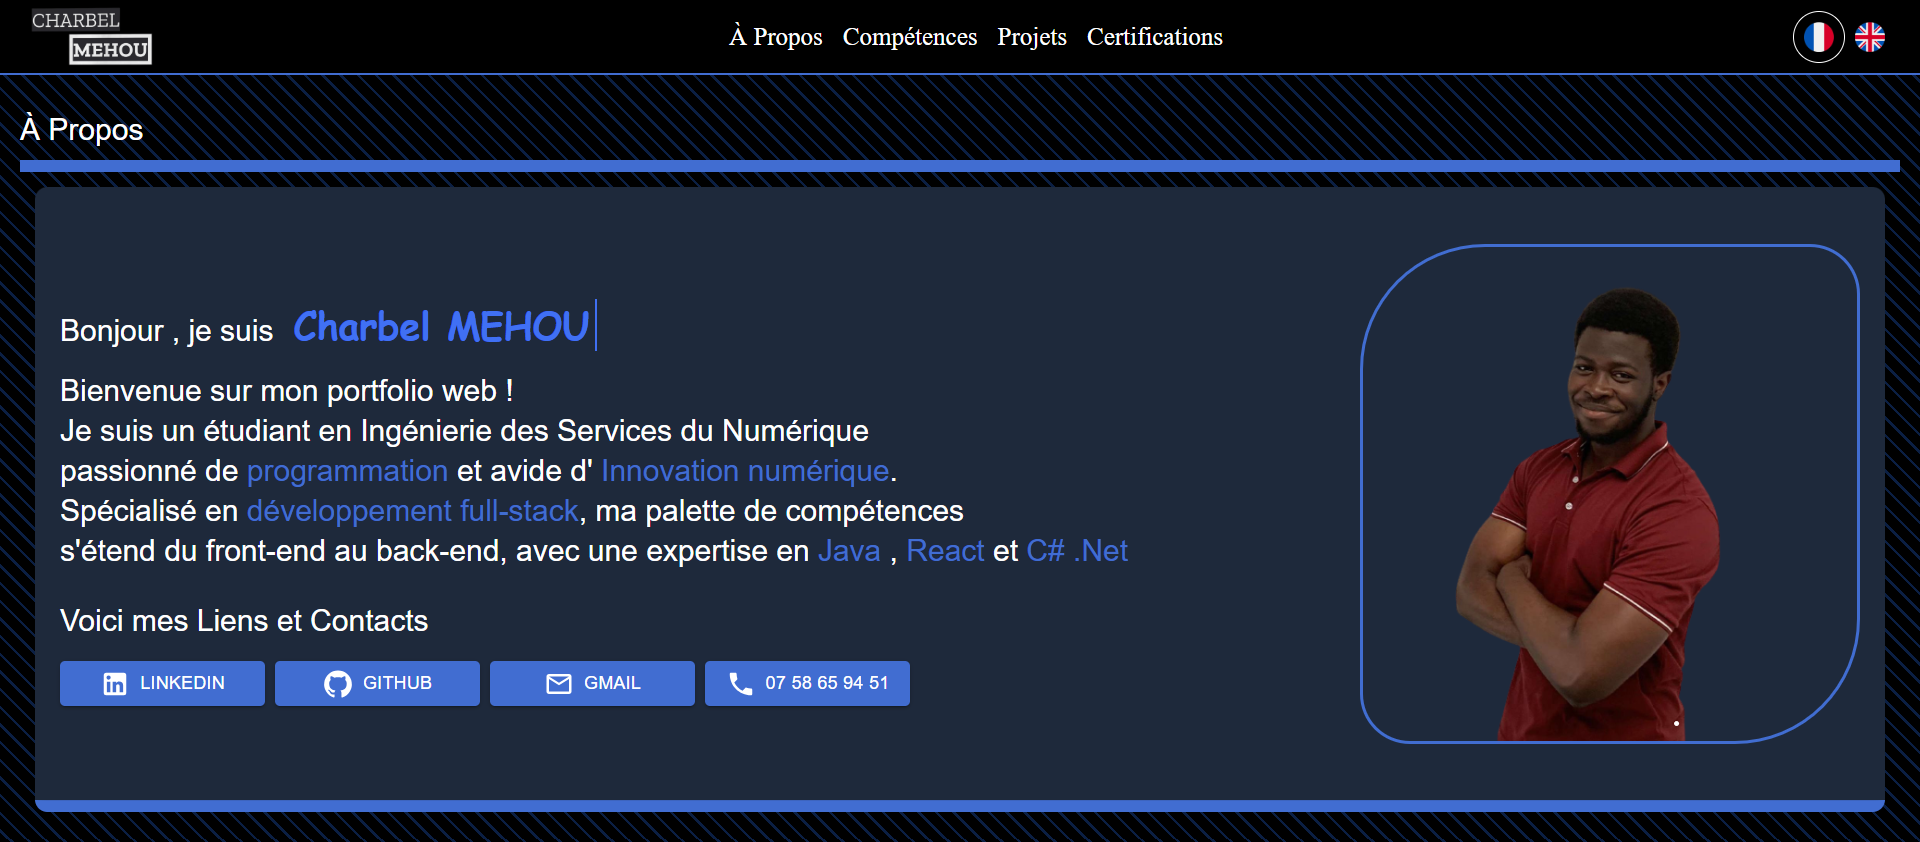 CHARBEL
MEHOU
À Propos Compétences Projets Certifications
À Propos
Bonjour , je suis Charbel MEHOU
Bienvenue sur mon portfolio web !
Je suis un étudiant en Ingénierie des Services du Numérique
passionné de programmation et avide d' Innovation numérique.
Spécialisé en développement full-stack, ma palette de compétences
s'étend du front-end au back-end, avec une expertise en Java , React et C# .Net
Voici mes Liens et Contacts
LINKEDIN GITHUB GMAIL 07 58 65 94 51